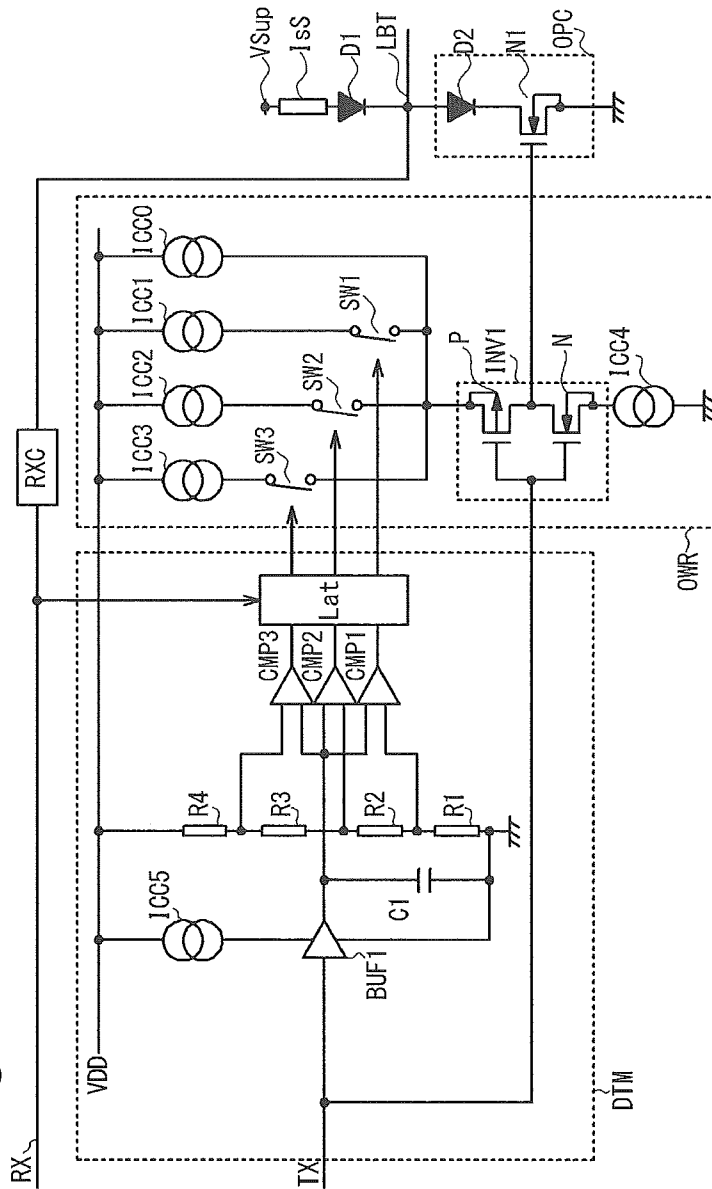 RX
TX
VDD
ICC5
BUF1
C1
R4
R3
R2
R1
CMP3
CMP2
CMP1
Lat
DTM
RXC
ICC3
ICC2
ICC1
ICC0
SW3
SW2
SW1
P
INV1
N
ICC4
OWR
VSup
IsS
D1
LBT
D2
N1
OPC